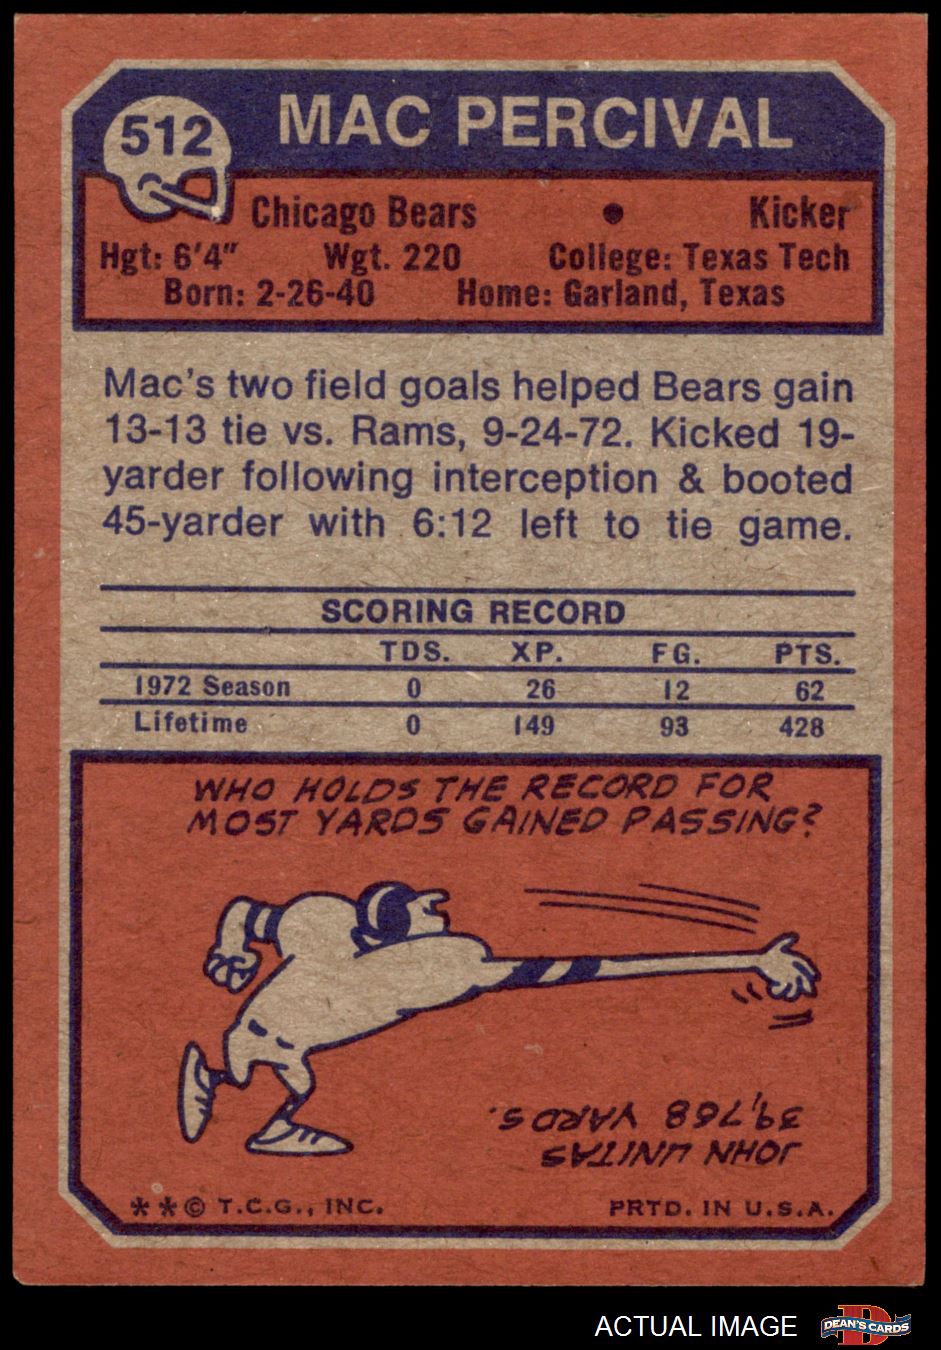 512
MAC PERCIVAL
Chicago Bears • Kicker
Hgt: 6'4" Wgt. 220 College: Texas Tech
Born: 2-26-40 Home: Garland, Texas
Mac's two field goals helped Bears gain
13-13 tie vs. Rams, 9-24-72. Kicked 19-
yarder following interception & booted
45-yarder with 6:12 left to tie game.
SCORING RECORD
TDS. XP. FG. PTS.
1972 Season 0 26 12 62
Lifetime 0 149 93 428
WHO HOLDS THE RECORD FOR
MOST YARDS GAINED PASSING?
JOHN UNITAS
39,768 YARDS.
**© T.C.G., INC. PRTD. IN U.S.A.
ACTUAL IMAGE
D
DEAN'S CARDS